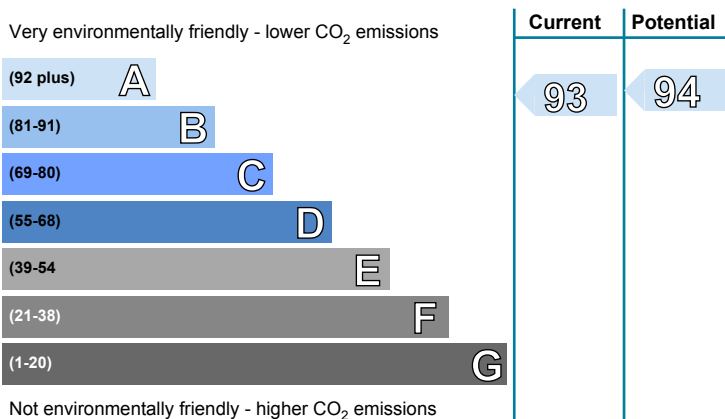 Very environmentally friendly - lower CO2 emissions
Current
Potential
(92 plus) A
93
94
(81-91) B
(69-80) C
(55-68) D
(39-54 E
(21-38) F
(1-20) G
Not environmentally friendly - higher CO2 emissions